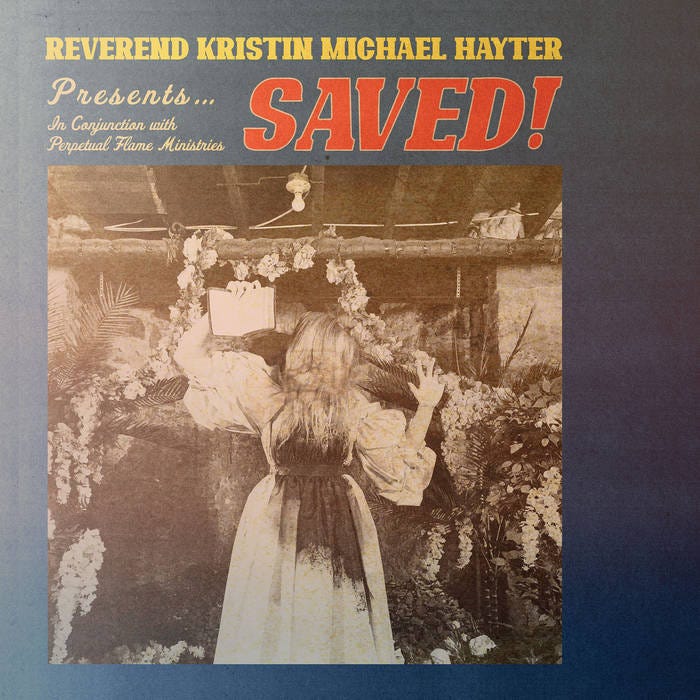 REVEREND KRISTIN MICHAEL HAYTER
Presents...
SAVED!
In Conjunction with
Perpetual Flame Ministries